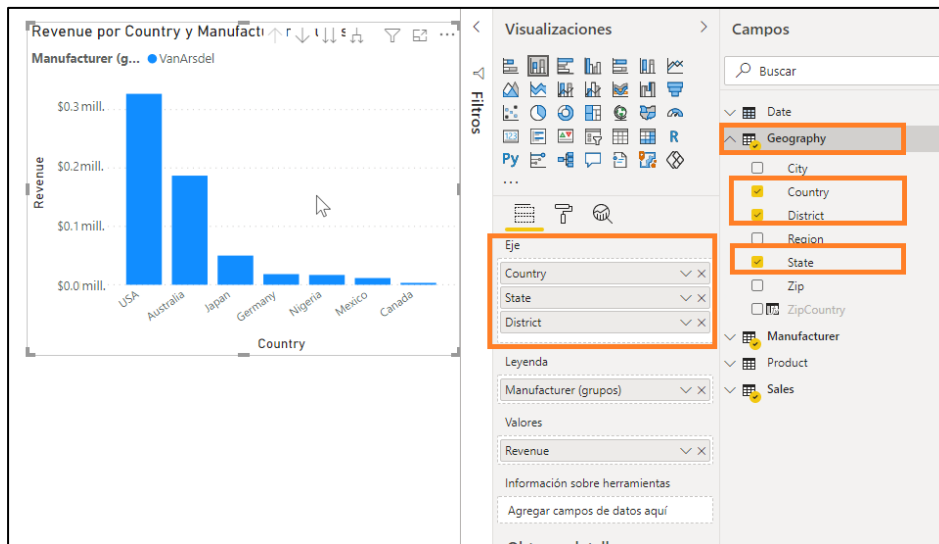 Revenue por Country y Manufact
Manufacturer (g... VanArsdel
$0.3 mill.
$0.2 mill.
$0.1 mill.
$0.0 mill.
Revenue
USA
Australia
Japan
Germany
Nigeria
Mexico
Canada
Country
Filtros
Visualizaciones
123
R
Py
...
Eje
Country
State
District
Leyenda
Manufacturer (grupos)
Valores
Revenue
Información sobre herramientas
Agregar campos de datos aquí
Campos
Buscar
Date
Geography
City
Country
District
Region
State
Zip
ZipCountry
Manufacturer
Product
Sales